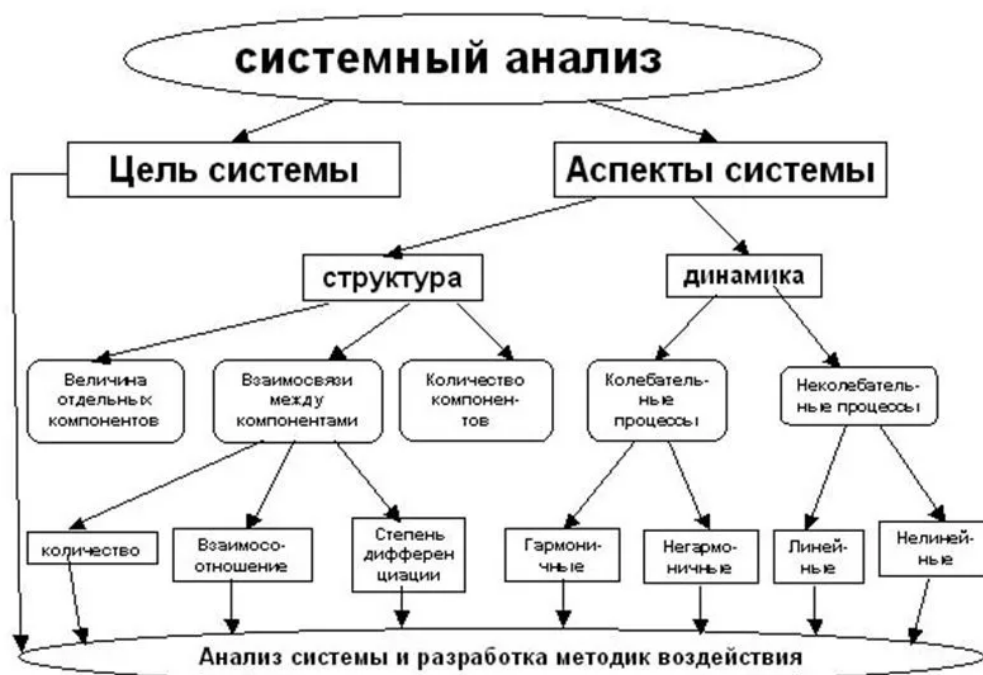 системный анализ
Цель системы
Аспекты системы
структура
динамика
Величина
отдельных
компонентов
Взаимосвязи
между
компонентами
Количество
компонен-
тов
Колебатель-
ные
процессы
Неколебатель-
ные процессы
количество
Взаимосо-
отношение
Степень
дифферен
циации
Гармони-
чные
Негармо-
ничные
Линей-
ные
Нелиней-
ные
Анализ системы и разработка методик воздействия